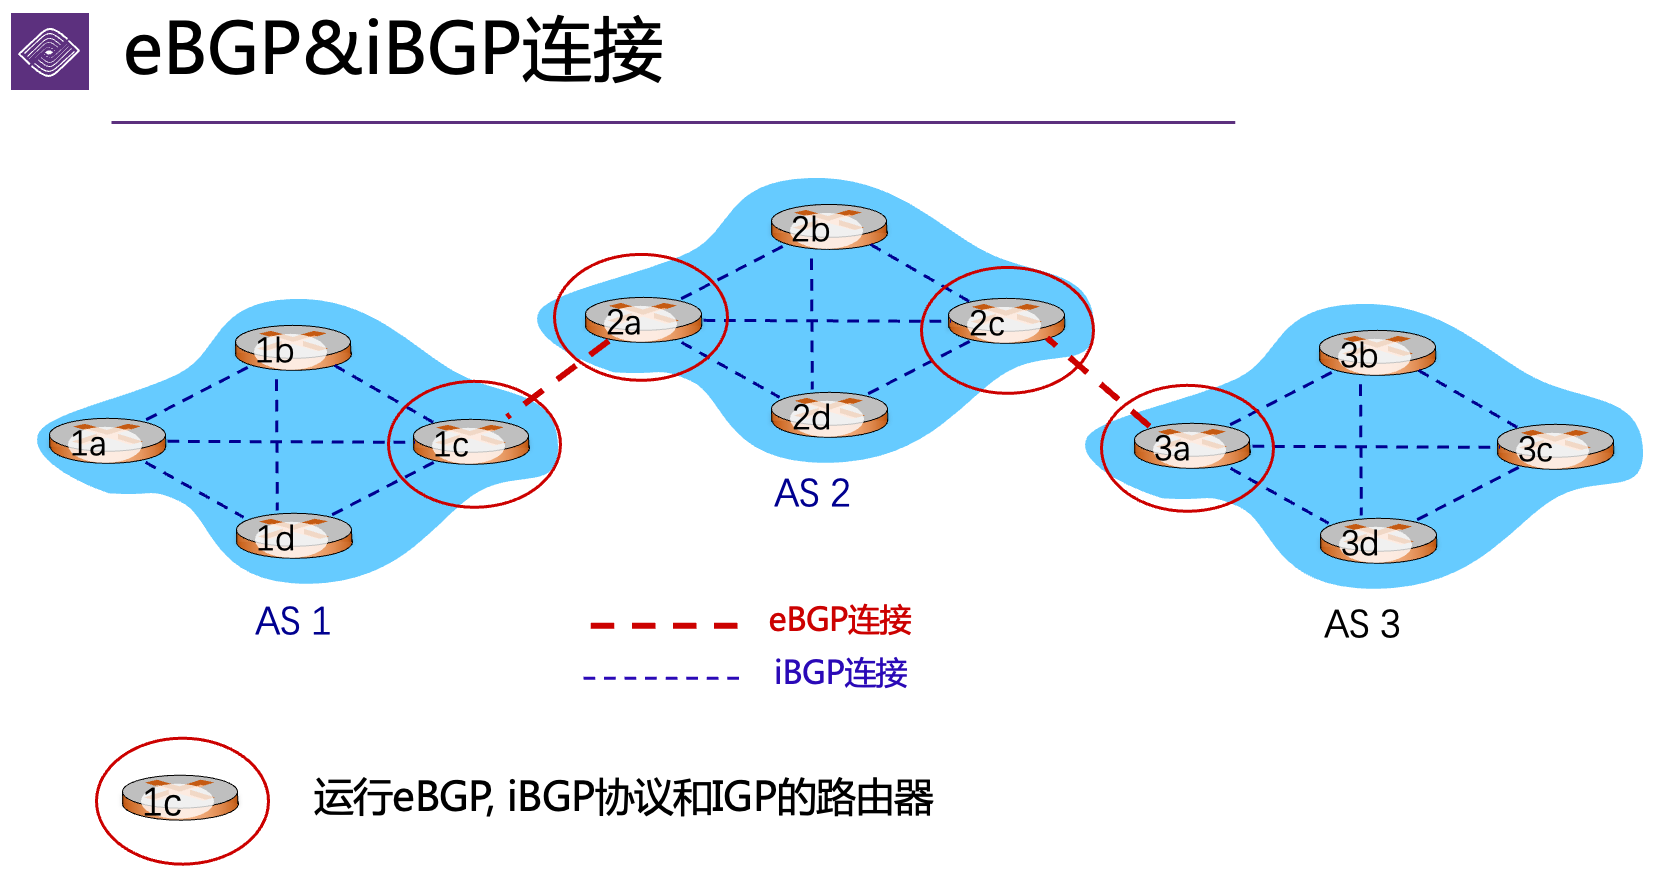 eBGP&iBGP连接
2b
2a
2c
1b
3b
1a
1c
2d
3a
3c
AS 2
1d
3d
AS 1
eBGP连接
AS 3
iBGP连接
1c
运行eBGP, iBGP协议和IGP的路由器